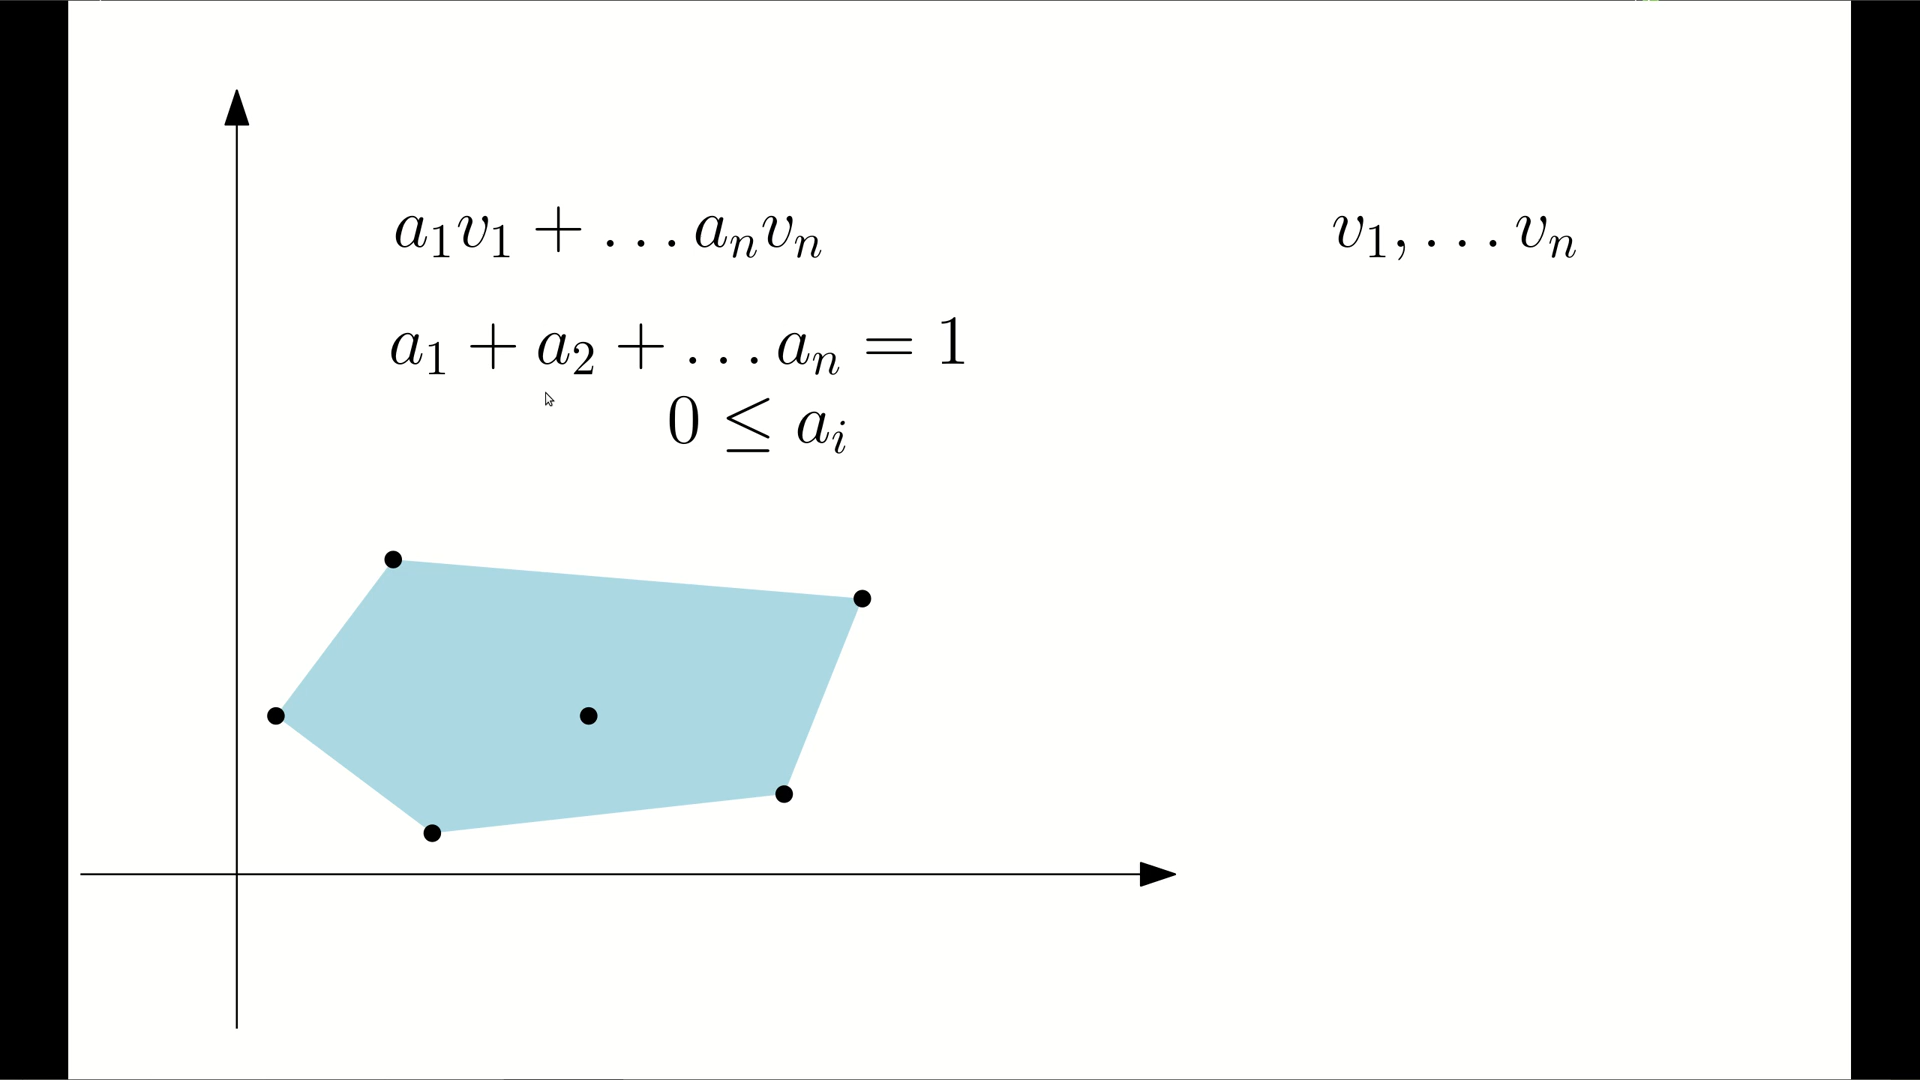 a₁v₁ + … aₙvₙ
v₁, … vₙ
a₁ + a₂ + … aₙ = 1
0 ≤ aᵢ